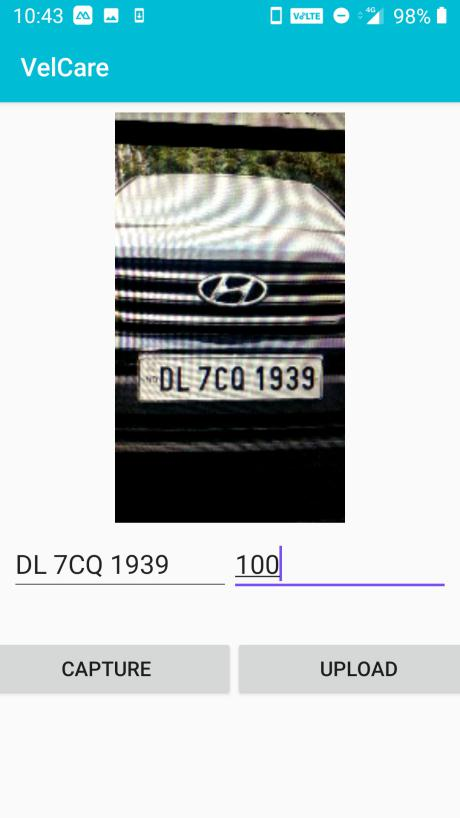 10:43 VoLTE 4G 98%
VelCare
DL 7CQ 1939
DL 7CQ 1939 100
CAPTURE UPLOAD